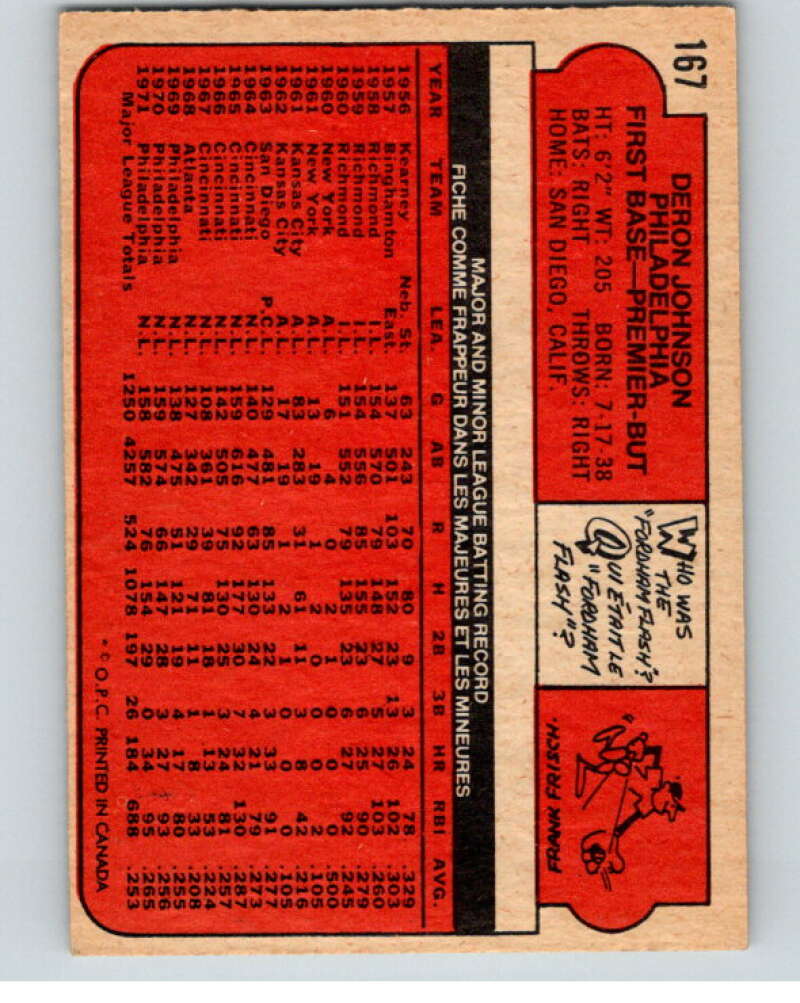 167
DERON JOHNSON
PHILADELPHIA
FIRST BASE—PREMIER-BUT
HT: 6'2" WT: 205 BORN: 7-17-38
BATS: RIGHT THROWS: RIGHT
HOME: SAN DIEGO, CALIF.
WHO WAS
THE
"FORDHAM FLASH"?
QUI ÉTAIT LE
"FORDHAM
FLASH"?
FRANK FRISCH.
MAJOR AND MINOR LEAGUE BATTING RECORD
FICHE COMME FRAPPEUR DANS LES MAJEURES ET LES MINEURES
YEAR TEAM LEA. G AB R H 2B 3B HR RBI AVG.
1956 Kearney Neb. St. 63 243 70 80 9 3 24 78 .329
1957 Binghamton East. 137 501 103 152 23 13 26 102 .303
1958 Richmond I.L. 154 570 79 148 27 5 27 103 .260
1959 Richmond I.L. 154 556 85 155 23 6 25 90 .279
1960 Richmond I.L. 151 552 79 135 23 6 27 92 .245
1960 New York A.L. 6 4 0 2 1 0 0 0 .500
1961 New York A.L. 13 19 1 2 0 0 0 2 .105
1961 Kansas City A.L. 83 283 31 61 11 3 8 42 .216
1962 Kansas City A.L. 17 19 1 2 1 0 0 0 .105
1963 San Diego P.C.L. 129 481 85 133 22 3 33 91 .277
1964 Cincinnati N.L. 140 477 63 130 24 4 21 79 .273
1965 Cincinnati N.L. 159 616 92 177 30 7 32 130 .287
1966 Cincinnati N.L. 142 505 75 130 25 3 24 81 .257
1967 Cincinnati N.L. 108 361 39 81 18 1 13 53 .224
1968 Atlanta N.L. 127 342 29 71 11 1 8 33 .208
1969 Philadelphia N.L. 138 475 51 121 19 4 17 80 .255
1970 Philadelphia N.L. 159 574 66 147 28 3 27 93 .256
1971 Philadelphia N.L. 158 582 76 154 29 0 34 95 .265
Major League Totals 1250 4257 524 1078 197 26 184 688 .253
* © O.P.C. PRINTED IN CANADA